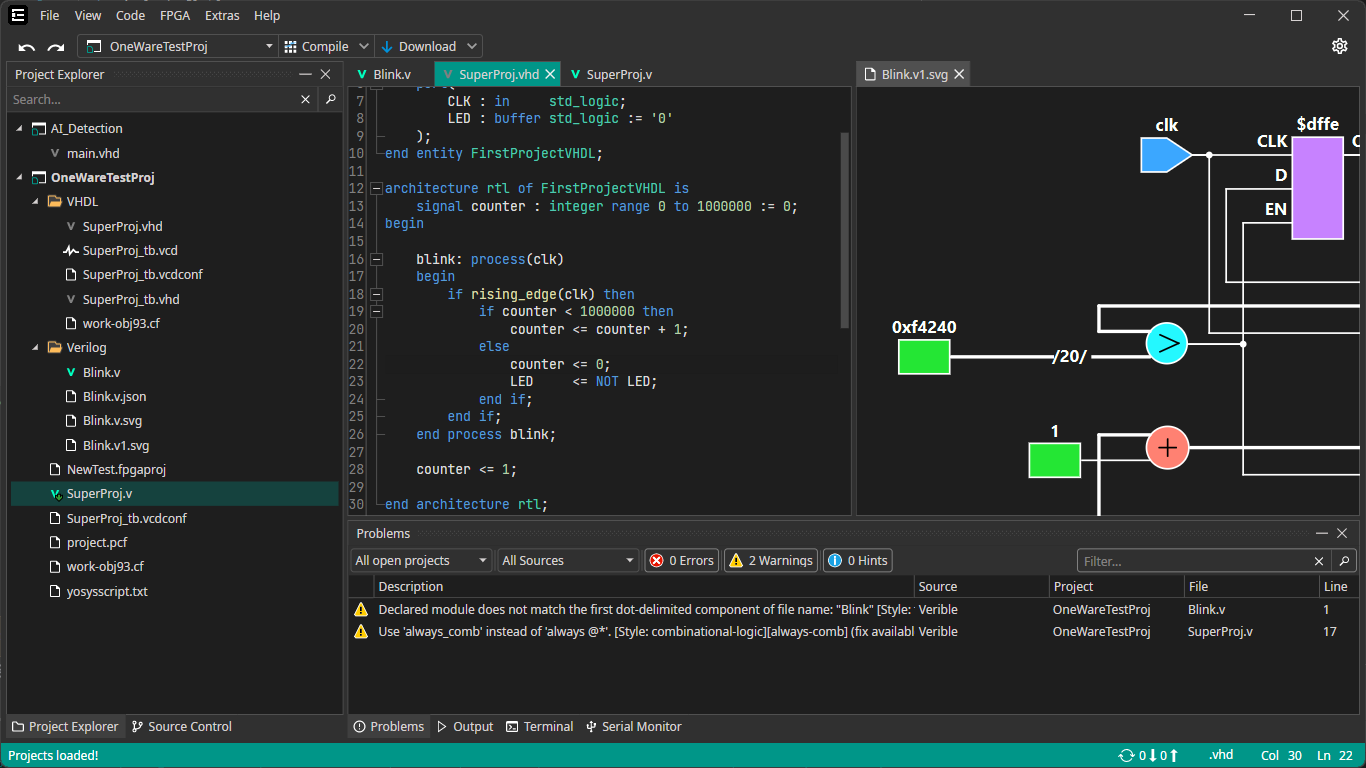 File View Code FPGA Extras Help
OneWareTestProj Compile Download
Project Explorer
Search...
AI_Detection
main.vhd
OneWareTestProj
VHDL
SuperProj.vhd
SuperProj_tb.vcd
SuperProj_tb.vcdconf
SuperProj_tb.vhd
work-obj93.cf
Verilog
Blink.v
Blink.v.json
Blink.v.svg
Blink.v1.svg
NewTest.fpgaproj
SuperProj.v
SuperProj_tb.vcdconf
project.pcf
work-obj93.cf
yosysscript.txt
Project Explorer Source Control
Blink.v SuperProj.vhd SuperProj.v
7 CLK : in std_logic;
8 LED : buffer std_logic := '0'
9 );
10 end entity FirstProjectVHDL;
11
12 architecture rtl of FirstProjectVHDL is
13 signal counter : integer range 0 to 1000000 := 0;
14 begin
15
16 blink: process(clk)
17 begin
18 if rising_edge(clk) then
19 if counter < 1000000 then
20 counter <= counter + 1;
21 else
22 counter <= 0;
23 LED <= NOT LED;
24 end if;
25 end if;
26 end process blink;
27
28 counter <= 1;
29
30 end architecture rtl;
Blink.v1.svg
clk
$dffe
CLK
D
EN
0xf4240
/20/
>
1
+
Problems
All open projects All Sources 0 Errors 2 Warnings 0 Hints Filter...
Description Source Project File Line
Declared module does not match the first dot-delimited component of file name: "Blink" [Style: Verible OneWareTestProj Blink.v 1
Use 'always_comb' instead of 'always @*'. [Style: combinational-logic][always-comb] (fix availabl Verible OneWareTestProj SuperProj.v 17
Problems Output Terminal Serial Monitor
Projects loaded! 0 0 .vhd Col 30 Ln 22